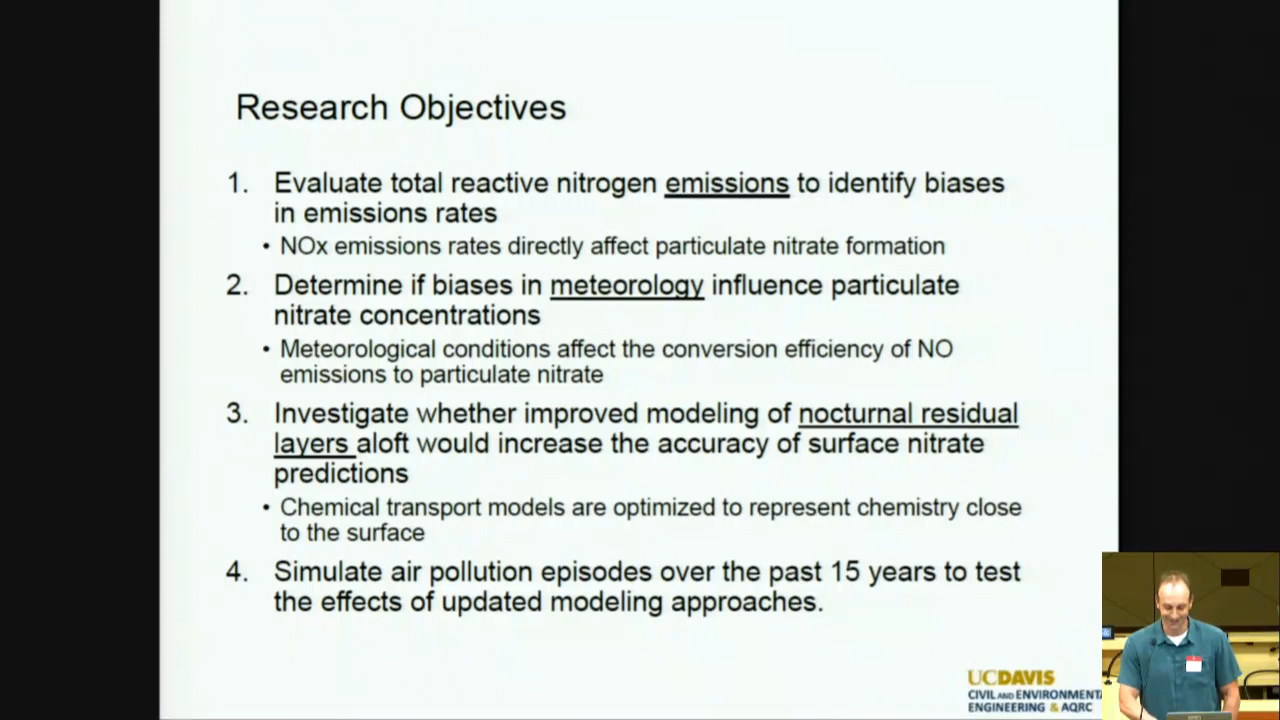 Research Objectives
1. Evaluate total reactive nitrogen emissions to identify biases
in emissions rates
• NOx emissions rates directly affect particulate nitrate formation
2. Determine if biases in meteorology influence particulate
nitrate concentrations
• Meteorological conditions affect the conversion efficiency of NO
emissions to particulate nitrate
3. Investigate whether improved modeling of nocturnal residual
layers aloft would increase the accuracy of surface nitrate
predictions
• Chemical transport models are optimized to represent chemistry close
to the surface
4. Simulate air pollution episodes over the past 15 years to test
the effects of updated modeling approaches.
UCDAVIS
CIVIL AND ENVIRONMENTA
ENGINEERING & AQRC